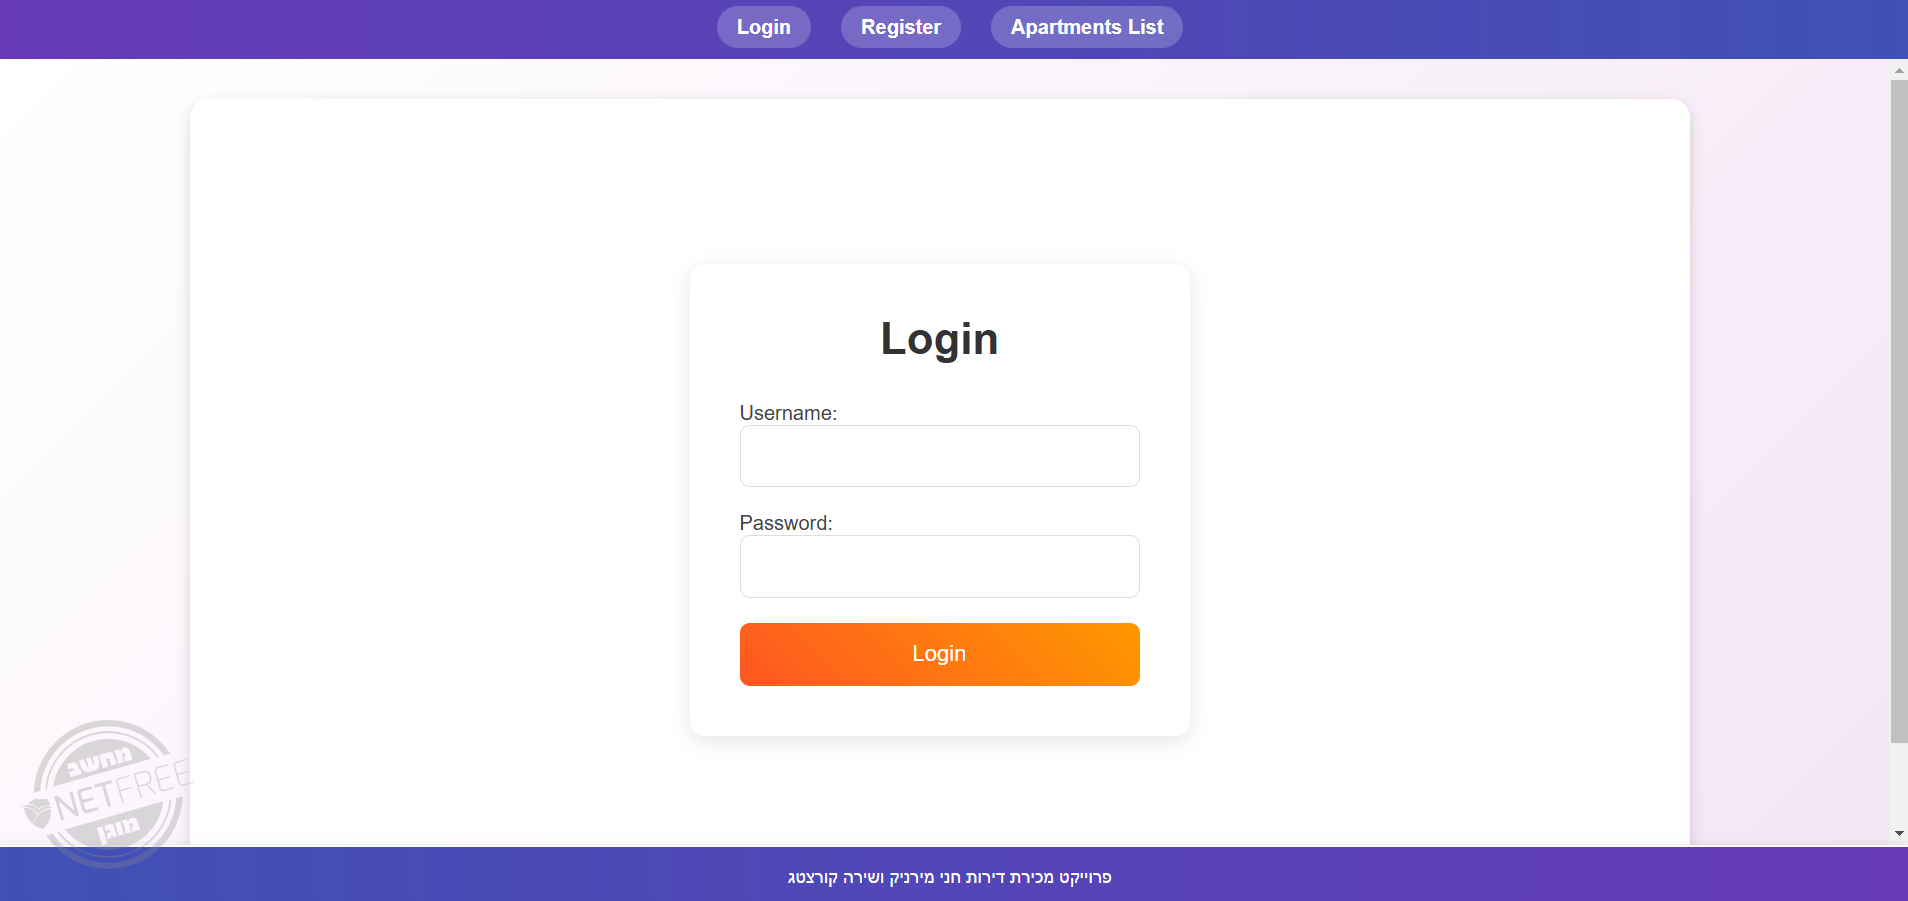 Login
Register
Apartments List
Login
Username:
Password:
Login
מחשב
NETFREE
מוגן
פרוייקט מכירת דירות חני מירניק ושירה קורצטג